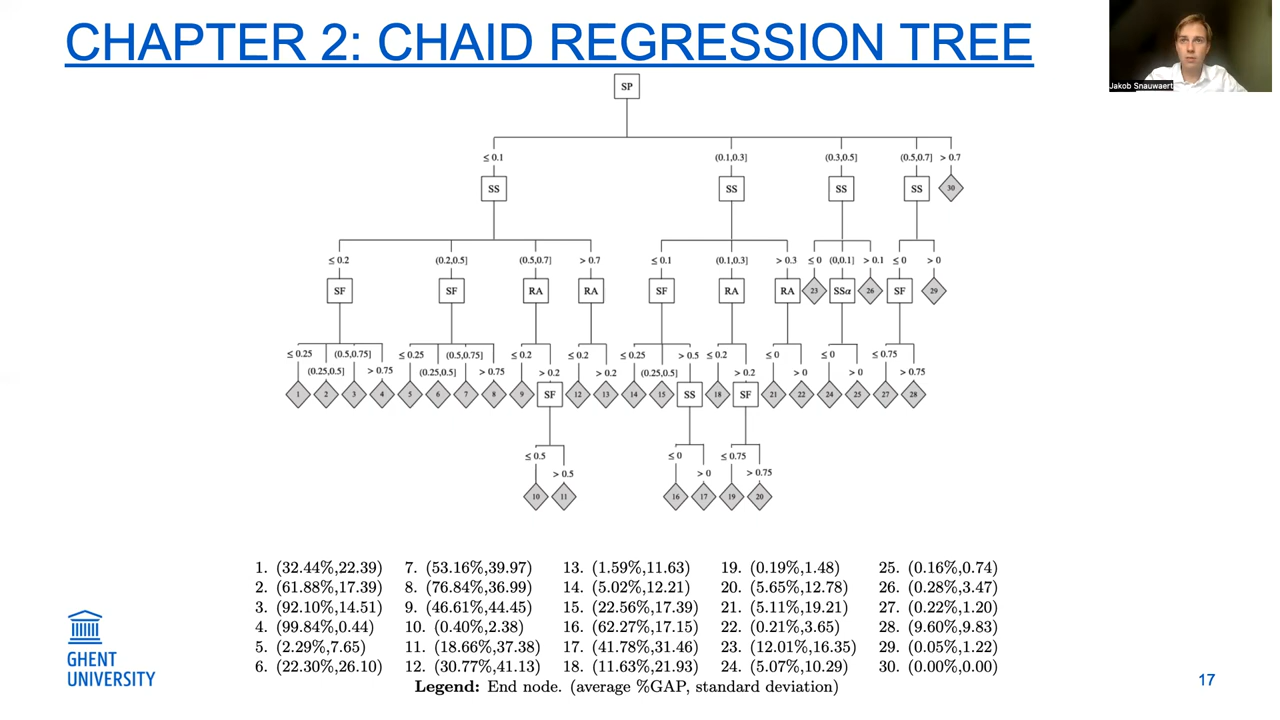 CHAPTER 2: CHAID REGRESSION TREE
Jakob Snauwaert
SP
≤ 0.1 (0.1,0.3] (0.3,0.5] (0.5,0.7] > 0.7
SS SS SS SS 30
≤ 0.2 (0.2,0.5] (0.5,0.7] > 0.7 ≤ 0.1 (0.1,0.3] > 0.3 ≤ 0 (0,0.1] > 0.1 ≤ 0 > 0
SF SF RA RA SF RA RA 23 SSα 26 SF 29
≤ 0.25 (0.5,0.75] ≤ 0.25 (0.5,0.75] ≤ 0.2 ≤ 0.2 ≤ 0.25 > 0.5 ≤ 0.2 ≤ 0 ≤ 0 ≤ 0.75
(0.25,0.5] > 0.75 (0.25,0.5] > 0.75 > 0.2 > 0.2 (0.25,0.5] > 0.2 > 0 > 0 > 0.75
1 2 3 4 5 6 7 8 9 SF 12 13 14 15 SS 18 SF 21 22 24 25 27 28
≤ 0.5 ≤ 0 ≤ 0.75
> 0.5 > 0 > 0.75
10 11 16 17 19 20
1. (32.44%,22.39) 7. (53.16%,39.97) 13. (1.59%,11.63) 19. (0.19%,1.48) 25. (0.16%,0.74)
2. (61.88%,17.39) 8. (76.84%,36.99) 14. (5.02%,12.21) 20. (5.65%,12.78) 26. (0.28%,3.47)
3. (92.10%,14.51) 9. (46.61%,44.45) 15. (22.56%,17.39) 21. (5.11%,19.21) 27. (0.22%,1.20)
4. (99.84%,0.44) 10. (0.40%,2.38) 16. (62.27%,17.15) 22. (0.21%,3.65) 28. (9.60%,9.83)
5. (2.29%,7.65) 11. (18.66%,37.38) 17. (41.78%,31.46) 23. (12.01%,16.35) 29. (0.05%,1.22)
6. (22.30%,26.10) 12. (30.77%,41.13) 18. (11.63%,21.93) 24. (5.07%,10.29) 30. (0.00%,0.00)
Legend: End node. (average %GAP, standard deviation)
GHENT
UNIVERSITY
17